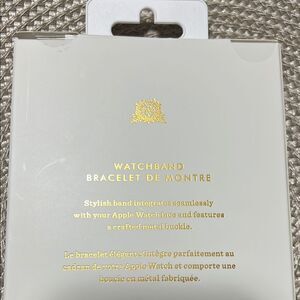 WATCHBAND
BRACELET DE MONTRE
Stylish band integrates seamlessly
with your Apple Watch face and features
a crafted metal buckle.
Le bracelet élégant s'intègre parfaitement au
cadran de votre Apple Watch et comporte une
boucle en métal fabriquée.